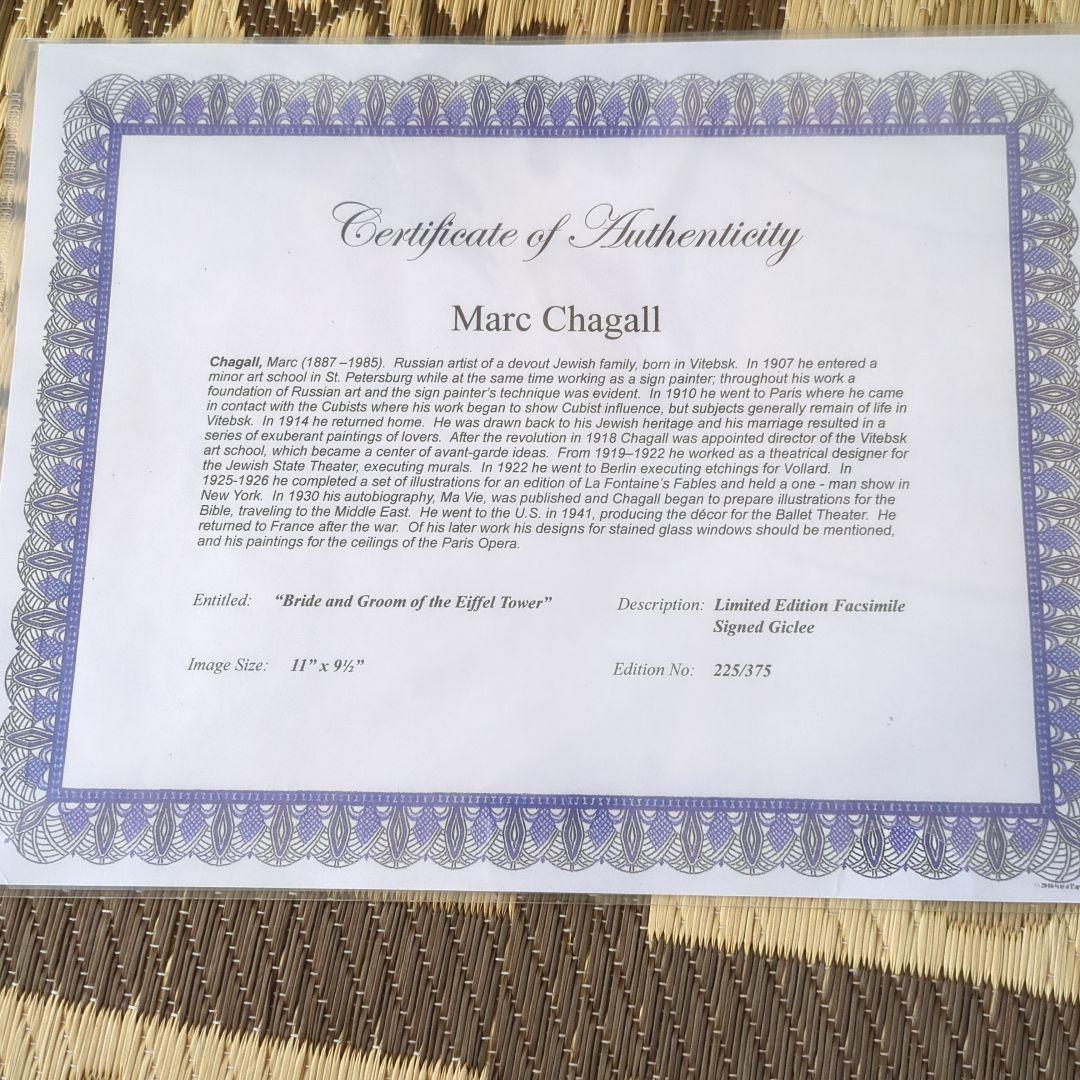 Certificate of Authenticity
Marc Chagall
Chagall, Marc (1887 –1985). Russian artist of a devout Jewish family, born in Vitebsk. In 1907 he entered a
minor art school in St. Petersburg while at the same time working as a sign painter; throughout his work a
foundation of Russian art and the sign painter's technique was evident. In 1910 he went to Paris where he came
in contact with the Cubists where his work began to show Cubist influence, but subjects generally remain of life in
Vitebsk. In 1914 he returned home. He was drawn back to his Jewish heritage and his marriage resulted in a
series of exuberant paintings of lovers. After the revolution in 1918 Chagall was appointed director of the Vitebsk
art school, which became a center of avant-garde ideas. From 1919–1922 he worked as a theatrical designer for
the Jewish State Theater, executing murals. In 1922 he went to Berlin executing etchings for Vollard. In
1925-1926 he completed a set of illustrations for an edition of La Fontaine's Fables and held a one - man show in
New York. In 1930 his autobiography, Ma Vie, was published and Chagall began to prepare illustrations for the
Bible, traveling to the Middle East. He went to the U.S. in 1941, producing the décor for the Ballet Theater. He
returned to France after the war. Of his later work his designs for stained glass windows should be mentioned,
and his paintings for the ceilings of the Paris Opera.
Entitled: “Bride and Groom of the Eiffel Tower”
Description: Limited Edition Facsimile
Signed Giclee
Image Size: 11” x 9½”
Edition No: 225/375